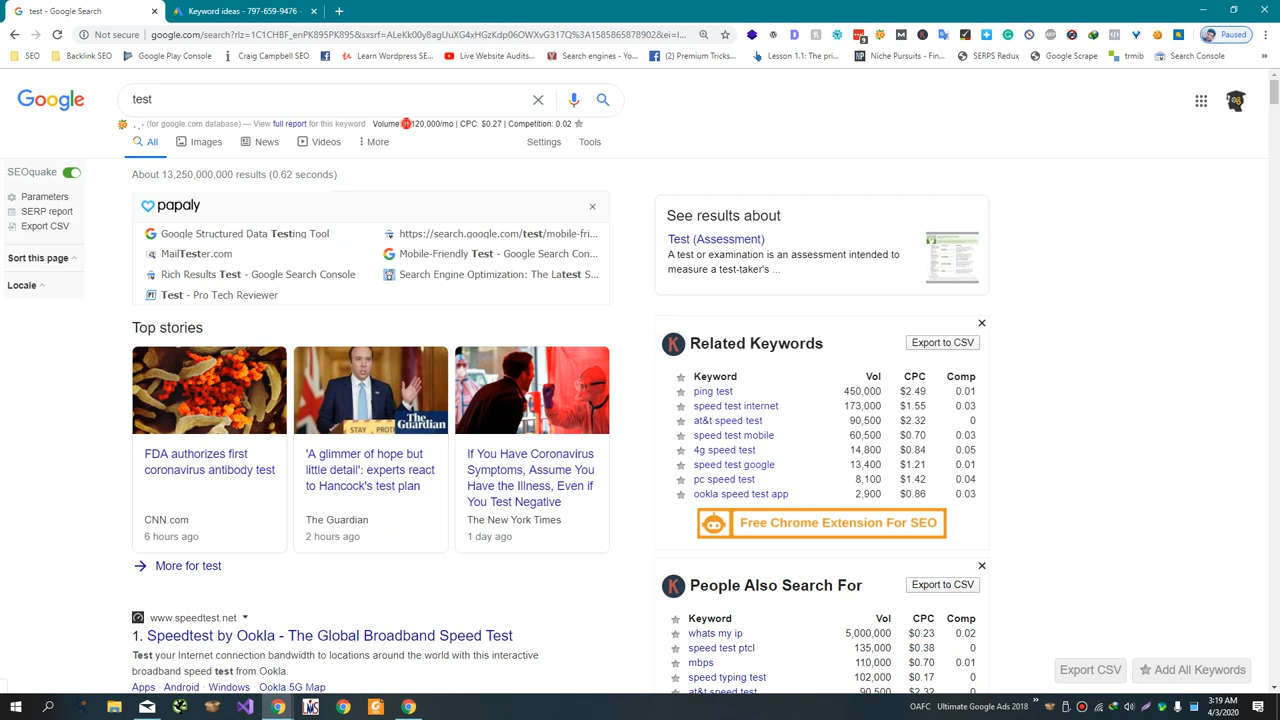 test - Google Search
Keyword ideas - 797-659-9476 -
Not secure
google.com/search?rlz=1C1CHBF_enPK895PK895&sxsrf=ALeKk00y8agUuXG4xHGzKdp06OWXvG317Q%3A1585865878902&ei=I...
Paused
SEO
Backlink SEO
Google Play Console
Craig Campbell SEO
Learn Wordpress SE...
Live Website Audits...
Search engines - Yo...
(2) Premium Tricks...
Lesson 1.1: The pri...
Niche Pursuits - Fin...
SERPS Redux
Google Scrape
trmib
Search Console
Google
test
(for google.com database) — View full report for this keyword
Volume: 120,000/mo | CPC: $0.27 | Competition: 0.02
All
Images
News
Videos
More
Settings
Tools
SEOquake
Parameters
SERP report
Export CSV
Sort this page
Locale
About 13,250,000,000 results (0.62 seconds)
papaly
Google Structured Data Testing Tool
https://search.google.com/test/mobile-fri...
MailTester.com
Mobile-Friendly Test - Google Search Con...
Rich Results Test - Google Search Console
Search Engine Optimization: The Latest S...
Test - Pro Tech Reviewer
Top stories
The Guardian
FDA authorizes first
coronavirus antibody test
CNN.com
6 hours ago
'A glimmer of hope but
little detail': experts react
to Hancock's test plan
The Guardian
2 hours ago
If You Have Coronavirus
Symptoms, Assume You
Have the Illness, Even if
You Test Negative
The New York Times
1 day ago
More for test
www.speedtest.net
1. Speedtest by Ookla - The Global Broadband Speed Test
Test your Internet connection bandwidth to locations around the world with this interactive
broadband speed test from Ookla.
Apps · Android · Windows · Ookla 5G Map
See results about
Test (Assessment)
A test or examination is an assessment intended to
measure a test-taker's ...
Related Keywords
Export to CSV
Keyword Vol CPC Comp
ping test 450,000 $2.49 0.01
speed test internet 173,000 $1.55 0.03
at&t speed test 90,500 $2.32 0
speed test mobile 60,500 $0.70 0.03
4g speed test 14,800 $0.84 0.05
speed test google 13,400 $1.21 0.01
pc speed test 8,100 $1.42 0.04
ookla speed test app 2,900 $0.86 0.03
Free Chrome Extension For SEO
People Also Search For
Export to CSV
Keyword Vol CPC Comp
whats my ip 5,000,000 $0.23 0.02
speed test ptcl 135,000 $0.38 0
mbps 110,000 $0.70 0.01
speed typing test 102,000 $0.17 0
at&t speed test 90,500 $2.32 0
Export CSV
Add All Keywords
OAFC
Ultimate Google Ads 2018
3:19 AM
4/3/2020